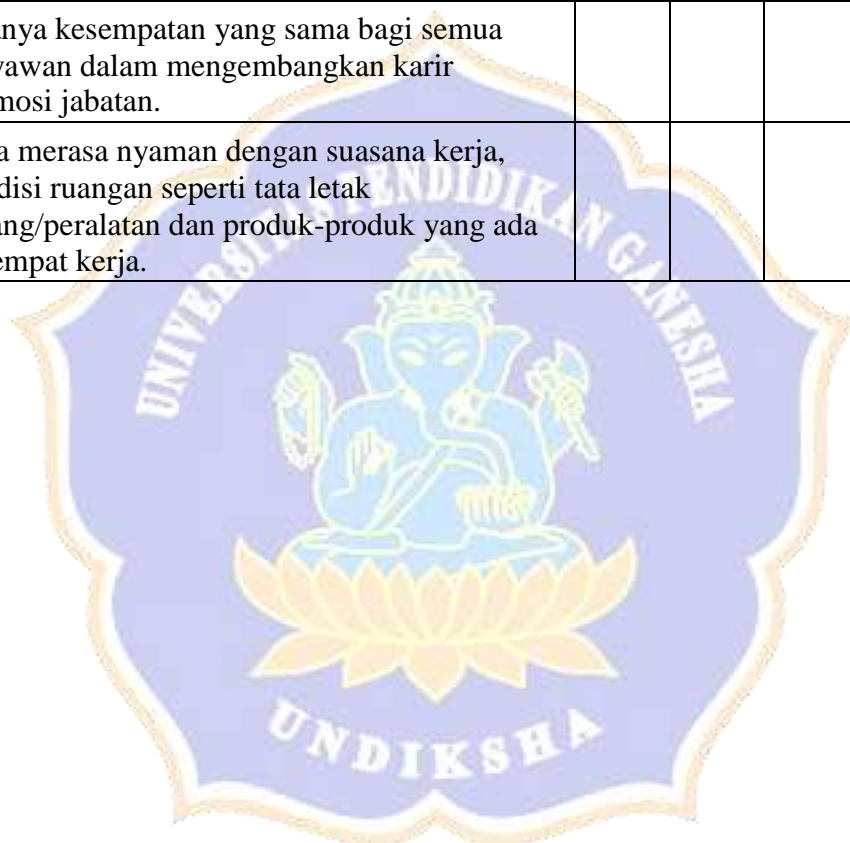 nya kesempatan yang sama bagi semua
yawan dalam mengembangkan karir
mosi jabatan.
a merasa nyaman dengan suasana kerja,
disi ruangan seperti tata letak
ang/peralatan dan produk-produk yang ada
empat kerja.
UNIVERSITAS PENDIDIKAN GANESHA
UNDIKSHA